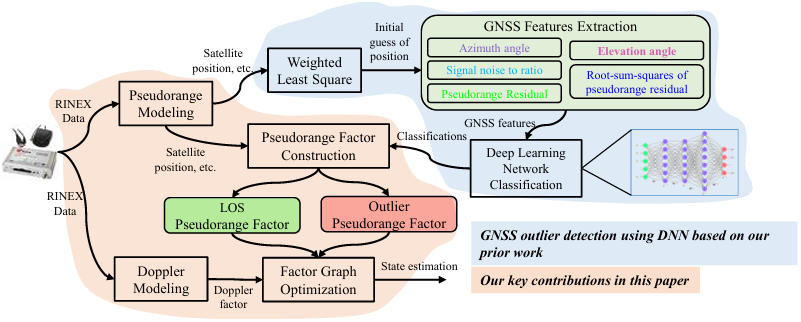 GNSS Features Extraction
Azimuth angle
Elevation angle
Signal noise to ratio
Root-sum-squares of
pseudorange residual
Pseudorange Residual
Initial
guess of
position
Weighted
Least Square
Satellite
position, etc.
RINEX
Data
Pseudorange
Modeling
GNSS features
Classifications
Pseudorange Factor
Construction
Satellite
position, etc.
Deep Learning
Network
Classification
RINEX
Data
LOS
Pseudorange Factor
Outlier
Pseudorange Factor
GNSS outlier detection using DNN based on our
prior work
Doppler
Modeling
Doppler
factor
Factor Graph
Optimization
State estimation
Our key contributions in this paper